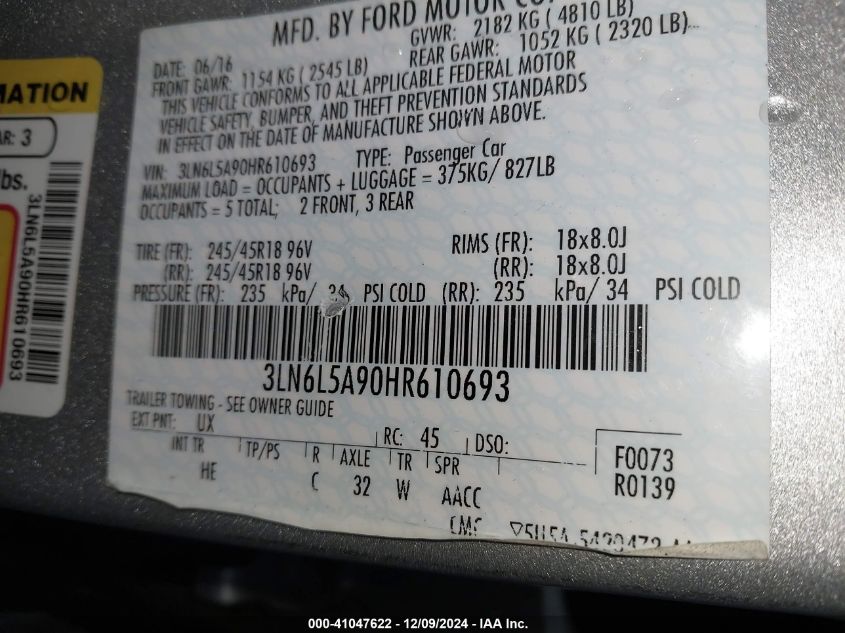 MFD. BY FORD MOTOR CO
DATE: 06/16 GVWR: 2182 KG ( 4810 LB)
FRONT GAWR: 1154 KG ( 2545 LB) REAR GAWR: 1052 KG ( 2320 LB)
THIS VEHICLE CONFORMS TO ALL APPLICABLE FEDERAL MOTOR
VEHICLE SAFETY, BUMPER, AND THEFT PREVENTION STANDARDS
IN EFFECT ON THE DATE OF MANUFACTURE SHOWN ABOVE.
VIN: 3LN6L5A90HR610693 TYPE: Passenger Car
MAXIMUM LOAD = OCCUPANTS + LUGGAGE = 375KG/ 827LB
OCCUPANTS = 5 TOTAL; 2 FRONT, 3 REAR
TIRE (FR): 245/45R18 96V RIMS (FR): 18x8.0J
(RR): 245/45R18 96V (RR): 18x8.0J
PRESSURE (FR): 235 kPa/ 34 PSI COLD (RR): 235 kPa/ 34 PSI COLD
3LN6L5A90HR610693
TRAILER TOWING - SEE OWNER GUIDE
EXT PNT: UX RC: 45 DSO:
INT TR TP/PS R AXLE TR SPR F0073
HE C 32 W AACC R0139
MATION
AR: 3
lbs.
3LN6L5A90HR610693
000-41047622 - 12/09/2024 - IAA Inc.